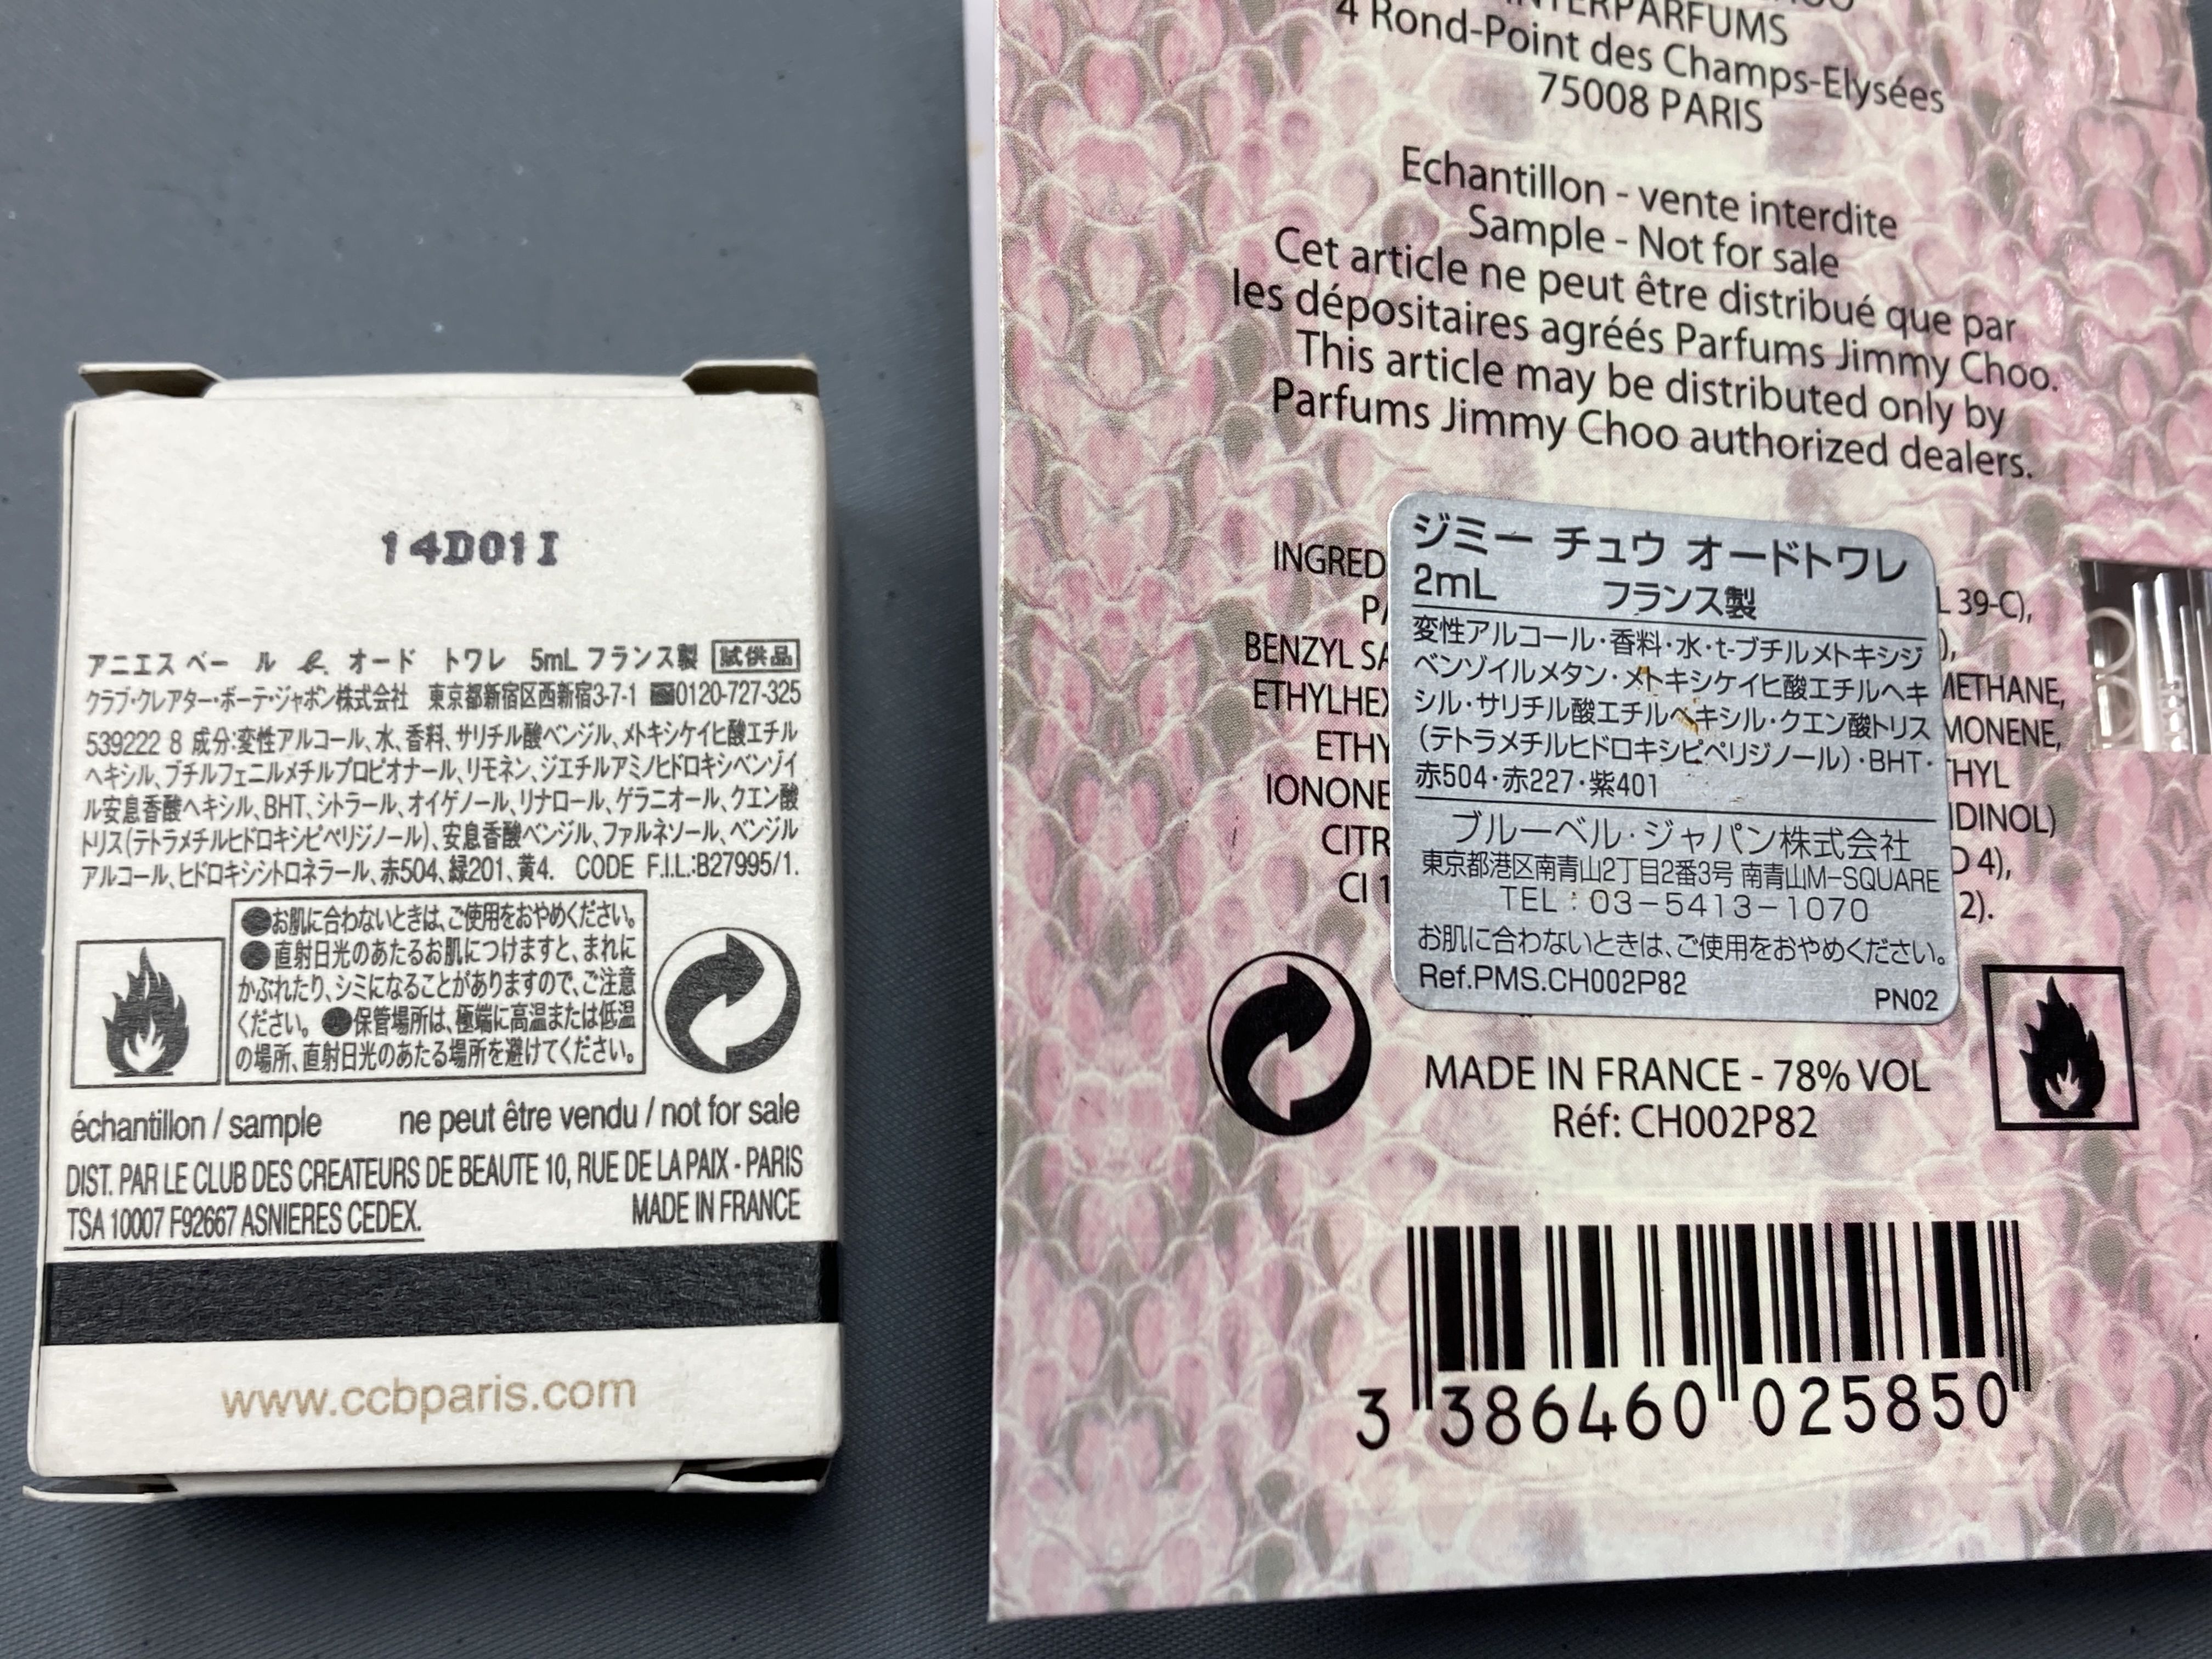 14D01I
アニエス ベー ル b. オード トワレ 5mL フランス製 試供品
クラブ・クレアター・ボーテ・ジャポン株式会社 東京都新宿区西新宿3-7-1 0120-727-325
539222 8 成分:変性アルコール、水、香料、サリチル酸ベンジル、メトキシケイヒ酸エチル
ヘキシル、ブチルフェニルメチルプロピオナール、リモネン、ジエチルアミノヒドロキシベンゾイ
ル安息香酸ヘキシル、BHT、シトラール、オイゲノール、リナロール、ゲラニオール、クエン酸
トリス(テトラメチルヒドロキシピペリジノール)、安息香酸ベンジル、ファルネソール、ベンジル
アルコール、ヒドロキシシトロネラール、赤504、緑201、黄4. CODE F.I.L.:B27995/1.
●お肌に合わないときは、ご使用をおやめください。
●直射日光のあたるお肌につけますと、まれに
かぶれたり、シミになることがありますので、ご注意
ください。●保管場所は、極端に高温または低温
の場所、直射日光のあたる場所を避けてください。
échantillon / sample ne peut être vendu / not for sale
DIST. PAR LE CLUB DES CREATEURS DE BEAUTE 10, RUE DE LA PAIX - PARIS
TSA 10007 F92667 ASNIERES CEDEX. MADE IN FRANCE
www.ccbparis.com
INTERPARFUMS
4 Rond-Point des Champs-Elysées
75008 PARIS
Echantillon - vente interdite
Sample - Not for sale
Cet article ne peut être distribué que par
les dépositaires agréés Parfums Jimmy Choo.
This article may be distributed only by
Parfums Jimmy Choo authorized dealers.
INGRED
L 39-C),
PA
BENZYL SA
),
ETHYLHEX
METHANE,
ETHY
MONENE,
IONONE
THYL
CITR
IDINOL)
CI 1
D 4),
2).
ジミー チュウ オードトワレ
2mL フランス製
変性アルコール・香料・水・t-ブチルメトキシジ
ベンゾイルメタン・メトキシケイヒ酸エチルヘキ
シル・サリチル酸エチルヘキシル・クエン酸トリス
(テトラメチルヒドロキシピペリジノール)・BHT・
赤504・赤227・紫401
ブルーベル・ジャパン株式会社
東京都港区南青山2丁目2番3号 南青山M-SQUARE
TEL:03-5413-1070
お肌に合わないときは、ご使用をおやめください。
Ref.PMS.CH002P82 PN02
MADE IN FRANCE - 78% VOL
Réf: CH002P82
3 386460 025850